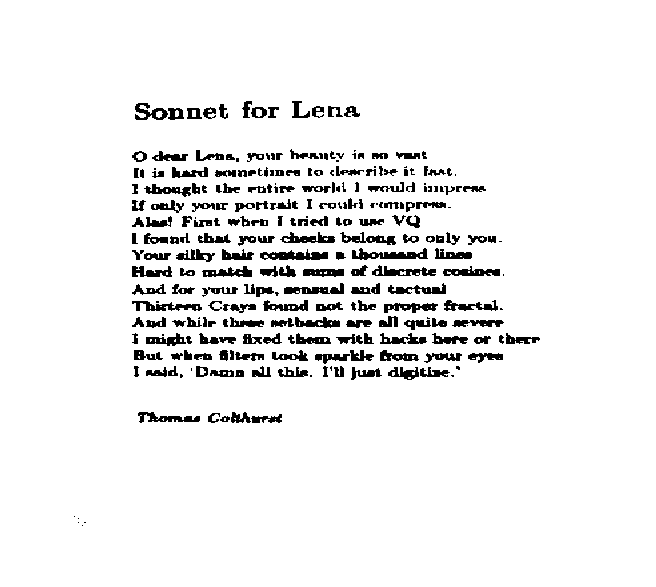 Sonnet for Lena
O dear Lena, your beauty is so vast
It is hard sometimes to describe it fast.
I thought the entire world I would impress
If only your portrait I could compress.
Alas! First when I tried to use VQ
I found that your cheeks belong to only you.
Your silky hair contains a thousand lines
Hard to match with sums of discrete cosines.
And for your lips, sensual and tactual
Thirteen Crays found not the proper fractal.
And while these setbacks are all quite severe
I might have fixed them with hacks here or there
But when filters took sparkle from your eyes
I said, 'Damn all this. I'll just digitize.'
Thomas Colthurst